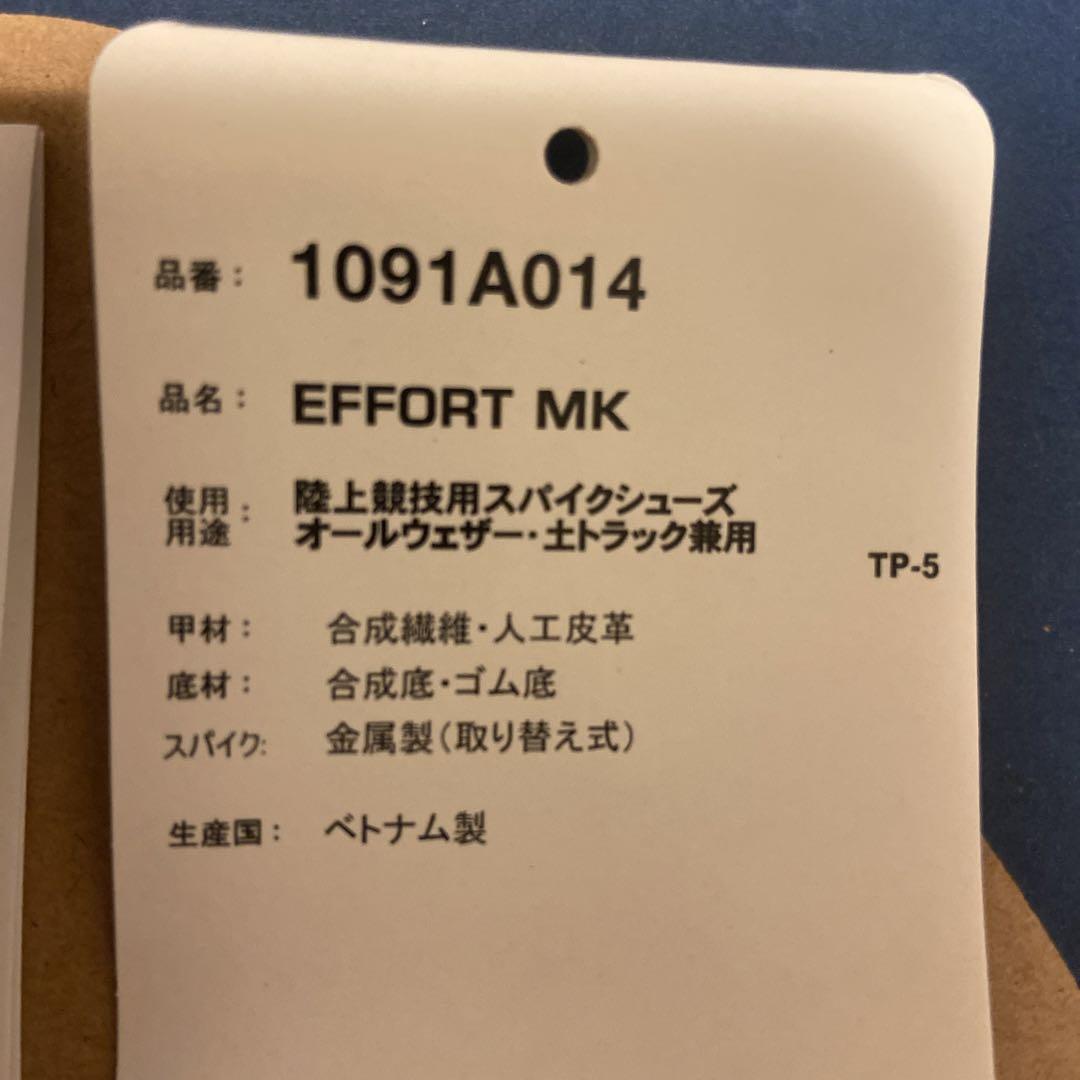 品番： 1091A014
品名： EFFORT MK
使用用途： 陸上競技用スパイクシューズ
オールウェザー・土トラック兼用
TP-5
甲材： 合成繊維・人工皮革
底材： 合成底・ゴム底
スパイク: 金属製（取り替え式）
生産国： ベトナム製